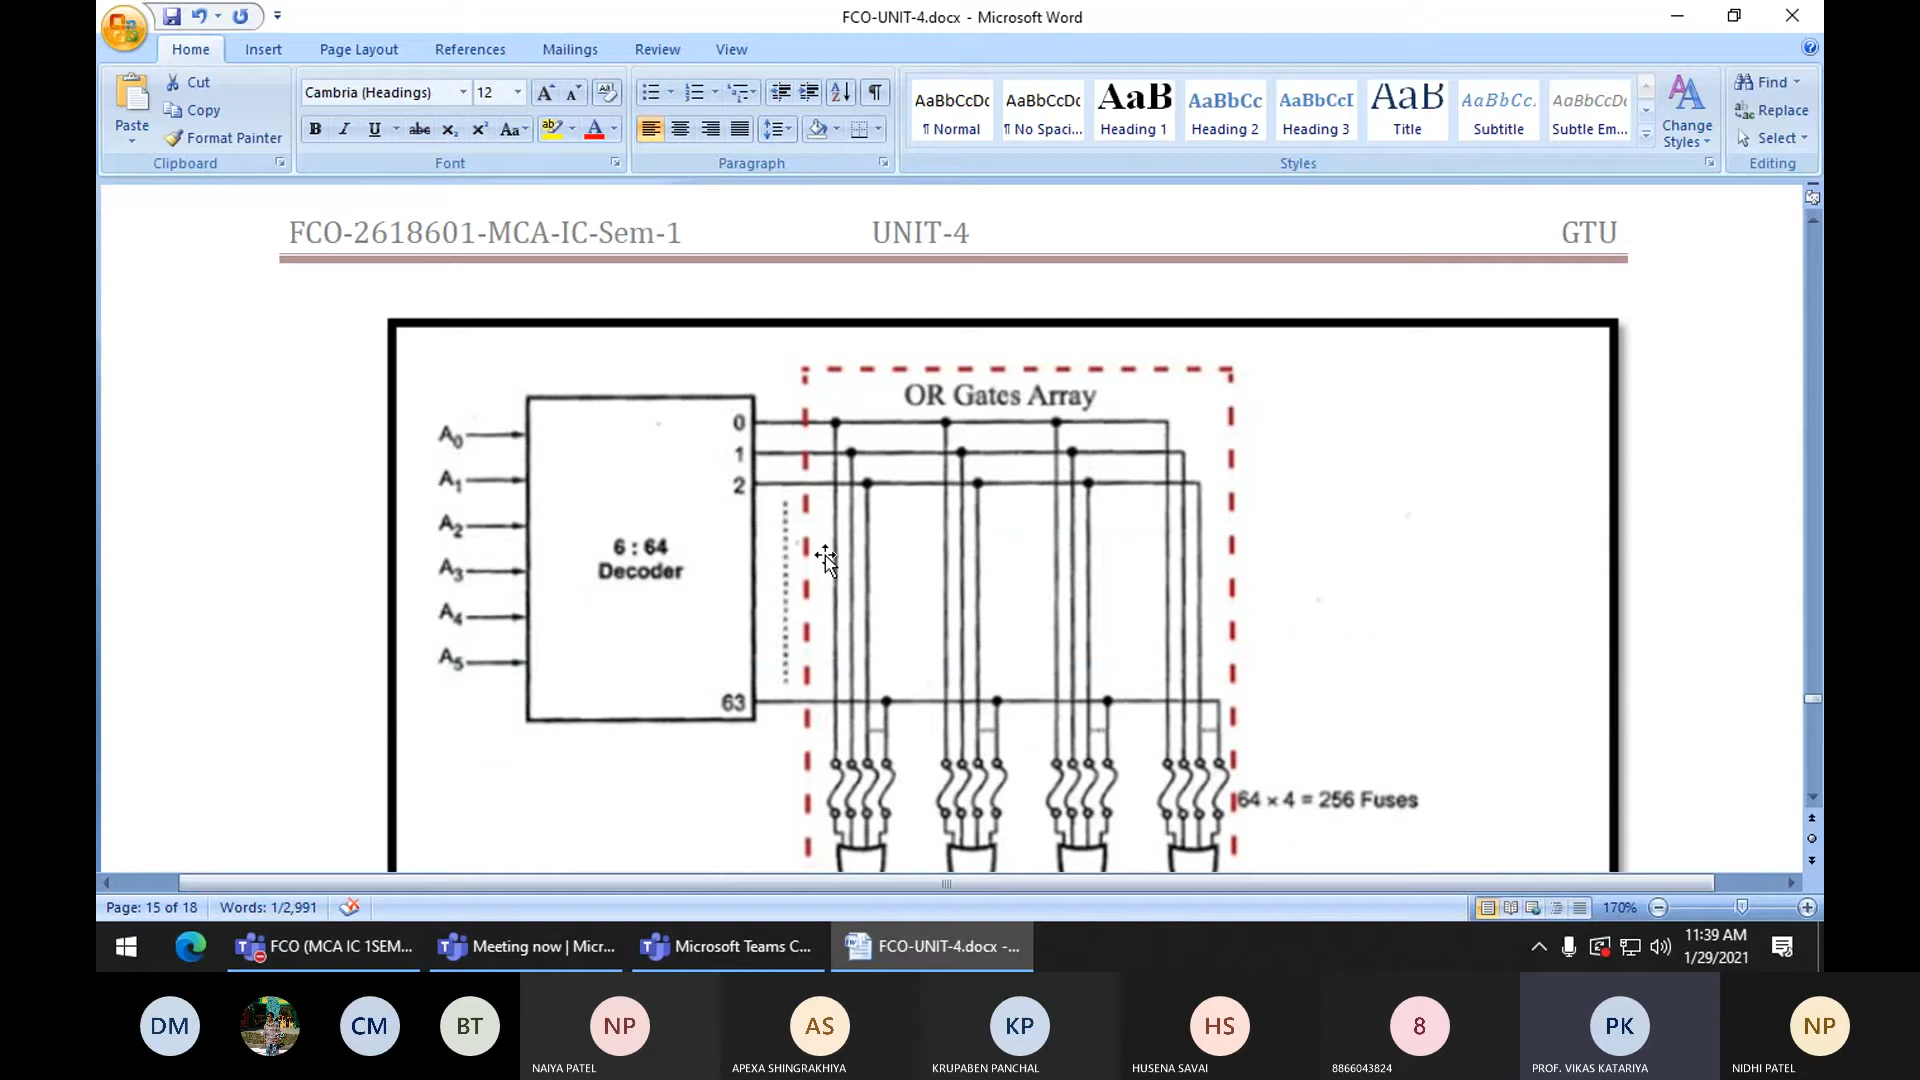 FCO-UNIT-4.docx - Microsoft Word
Home Insert Page Layout References Mailings Review View
Paste
Cut
Copy
Format Painter
Clipboard
Cambria (Headings) 12
B I U abc X₂ X² Aa
Font
Paragraph
AaBbCcDc AaBbCcDc AaB AaBbCc AaBbCcI AaB AaBbCc. AaBbCcDt
¶ Normal ¶ No Spaci... Heading 1 Heading 2 Heading 3 Title Subtitle Subtle Em...
Change Styles
Styles
Find
Replace
Select
Editing
FCO-2618601-MCA-IC-Sem-1 UNIT-4 GTU
OR Gates Array
A0
A1
A2
A3
A4
A5
6 : 64
Decoder
0
1
2
63
64 × 4 = 256 Fuses
Page: 15 of 18 Words: 1/2,991 170%
FCO (MCA IC 1SEM... Meeting now | Micr... Microsoft Teams C... FCO-UNIT-4.docx -...
11:39 AM
1/29/2021
DM CM BT NP AS KP HS 8 PK NP
NAIYA PATEL APEXA SHINGRAKHIYA KRUPABEN PANCHAL HUSENA SAVAI 8866043824 PROF. VIKAS KATARIYA NIDHI PATEL